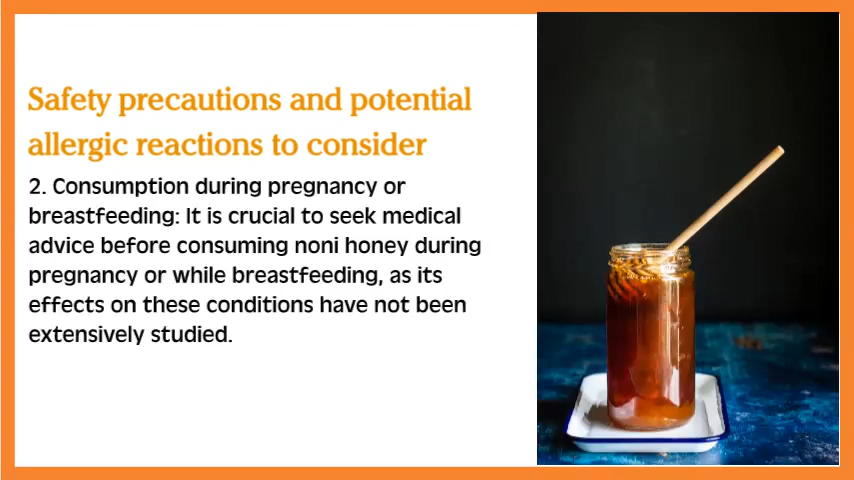 Safety precautions and potential
allergic reactions to consider
2. Consumption during pregnancy or
breastfeeding: It is crucial to seek medical
advice before consuming noni honey during
pregnancy or while breastfeeding, as its
effects on these conditions have not been
extensively studied.